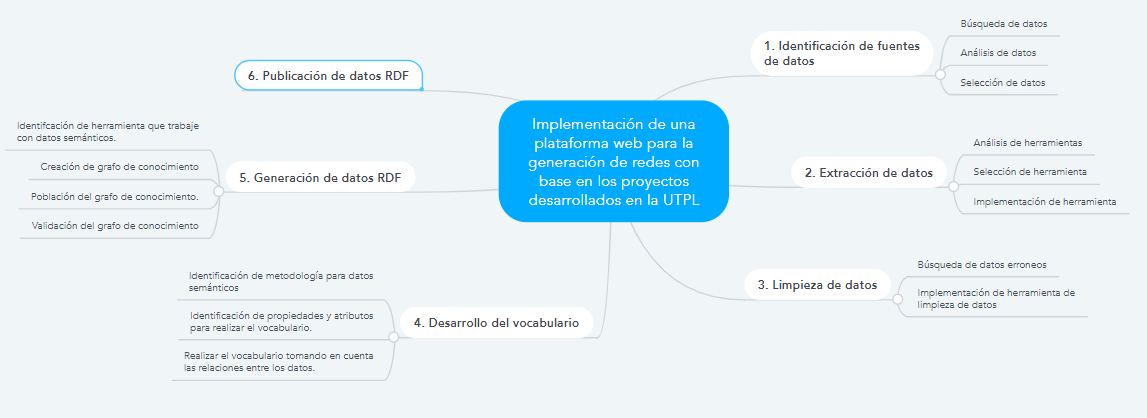 Implementación de una
plataforma web para la
generación de redes con
base en los proyectos
desarrollados en la UTPL
1. Identificación de fuentes
de datos
Búsqueda de datos
Análisis de datos
Selección de datos
2. Extracción de datos
Análisis de herramientas
Selección de herramienta
Implementación de herramienta
3. Limpieza de datos
Búsqueda de datos erroneos
Implementación de herramienta de
limpieza de datos
4. Desarrollo del vocabulario
Identificación de metodología para datos
semánticos
Identificación de propiedades y atributos
para realizar el vocabulario.
Realizar el vocabulario tomando en cuenta
las relaciones entre los datos.
5. Generación de datos RDF
Identifcación de herramienta que trabaje
con datos semánticos.
Creación de grafo de conocimiento
Población del grafo de conocimiento.
Validación del grafo de conocimiento
6. Publicación de datos RDF